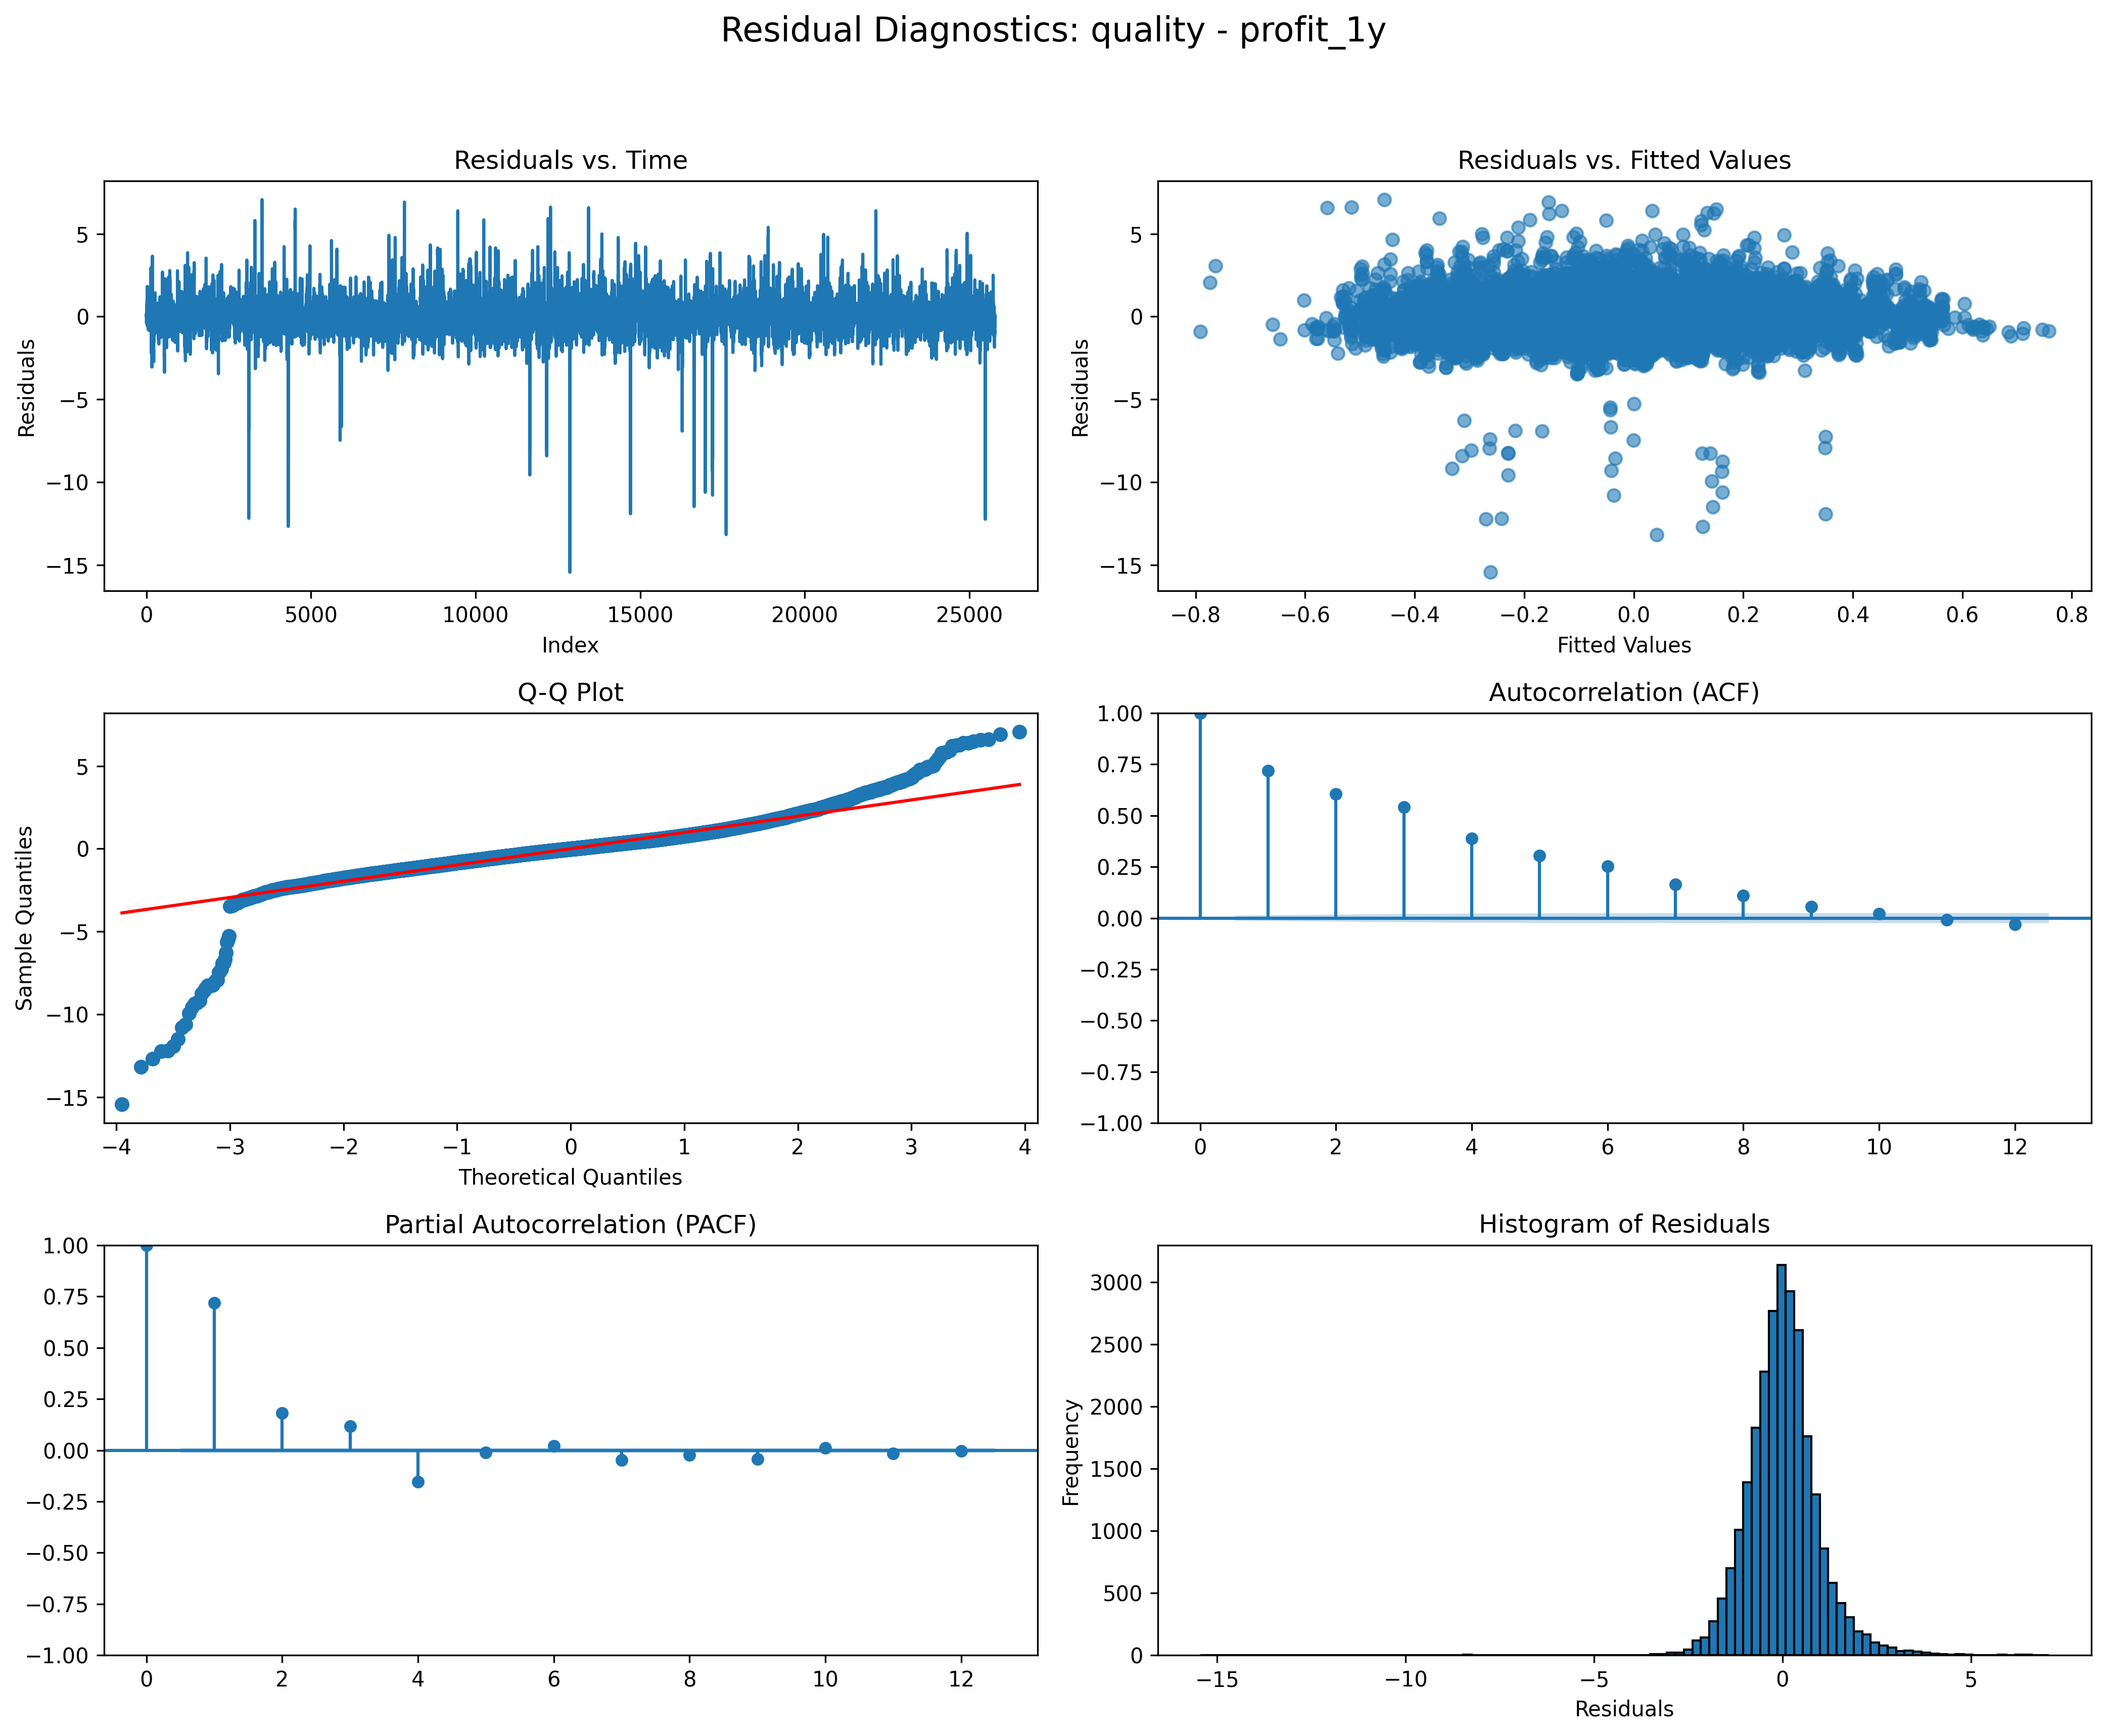 Residual Diagnostics: quality - profit_1y
Residuals vs. Time
Residuals
5
0
−5
−10
−15
0 5000 10000 15000 20000 25000
Index
Residuals vs. Fitted Values
Residuals
5
0
−5
−10
−15
−0.8 −0.6 −0.4 −0.2 0.0 0.2 0.4 0.6 0.8
Fitted Values
Q-Q Plot
Sample Quantiles
5
0
−5
−10
−15
−4 −3 −2 −1 0 1 2 3 4
Theoretical Quantiles
Autocorrelation (ACF)
1.00
0.75
0.50
0.25
0.00
−0.25
−0.50
−0.75
−1.00
0 2 4 6 8 10 12
Partial Autocorrelation (PACF)
1.00
0.75
0.50
0.25
0.00
−0.25
−0.50
−0.75
−1.00
0 2 4 6 8 10 12
Histogram of Residuals
Frequency
3000
2500
2000
1500
1000
500
0
−15 −10 −5 0 5
Residuals